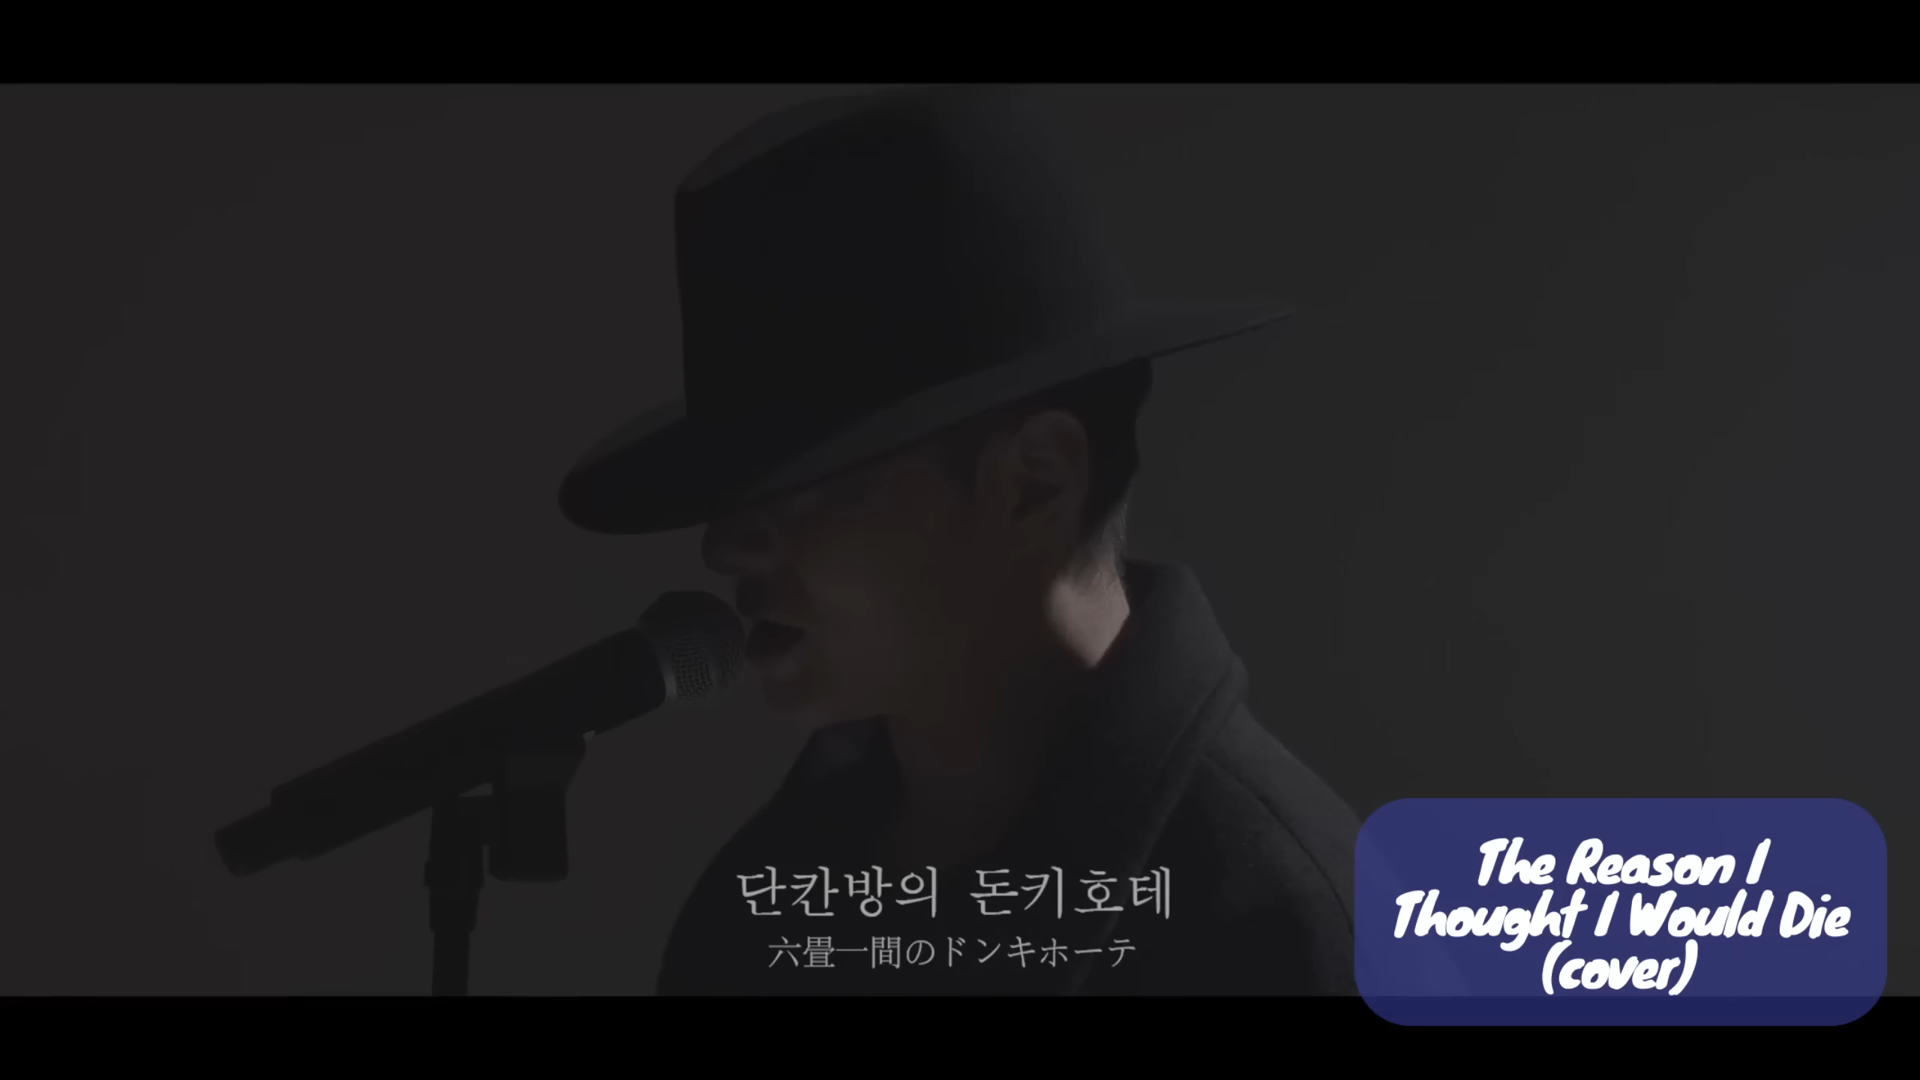 단칸방의 돈키호테
六畳一間のドンキホーテ
The Reason I
Thought I Would Die
(cover)